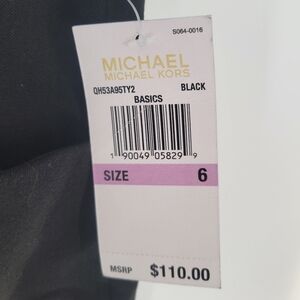 S064-0016
MICHAEL
MICHAEL KORS
QH53A95TY2 BLACK
BASICS
1 90049 05829 9
SIZE 6
MSRP $110.00